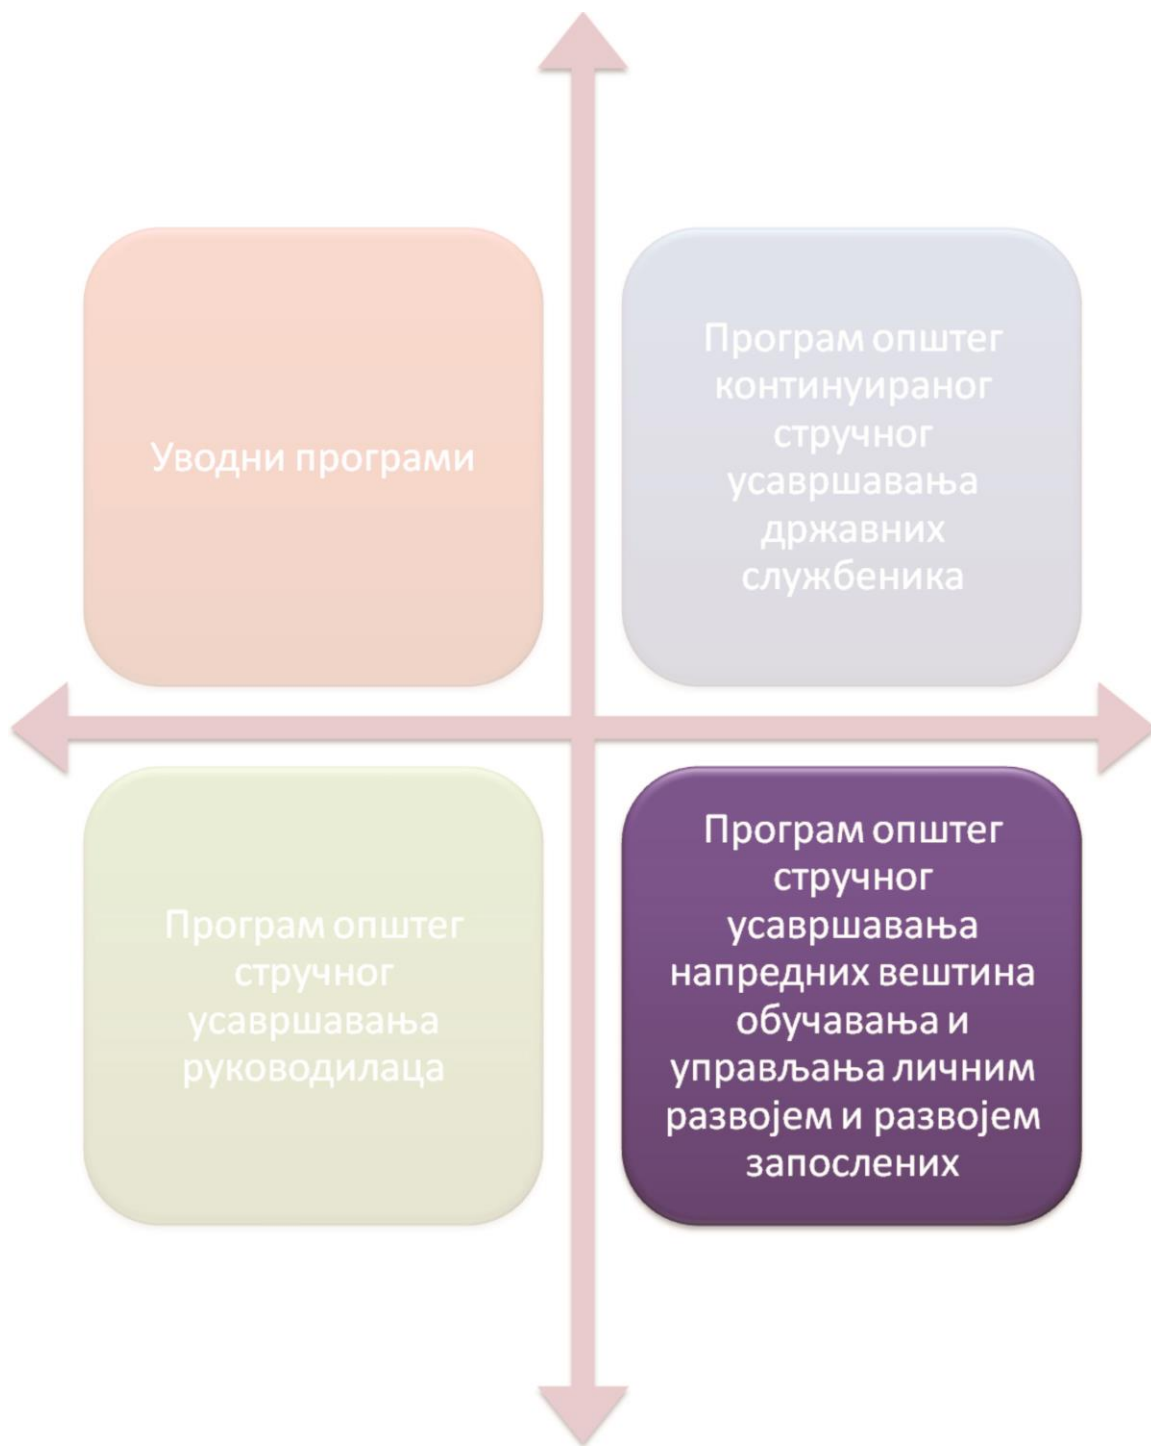 Уводни програми
Програм општег
континуираног
стручног
усавршавања
државних
службеника
Програм општег
стручног
усавршавања
руководилаца
Програм општег
стручног
усавршавања
напредних вештина
обучавања и
управљања личним
развојем и развојем
запослених